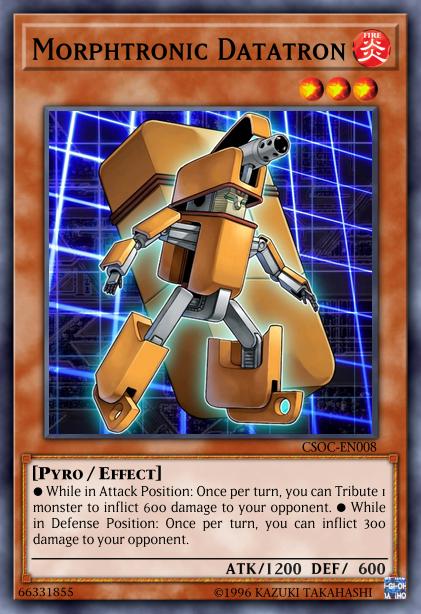 Morphtronic Datatron
FIRE
炎
CSOC-EN008
[Pyro / Effect]
● While in Attack Position: Once per turn, you can Tribute 1
monster to inflict 600 damage to your opponent. ● While
in Defense Position: Once per turn, you can inflict 300
damage to your opponent.
ATK/1200 DEF/ 600
66331855
©1996 KAZUKI TAKAHASHI